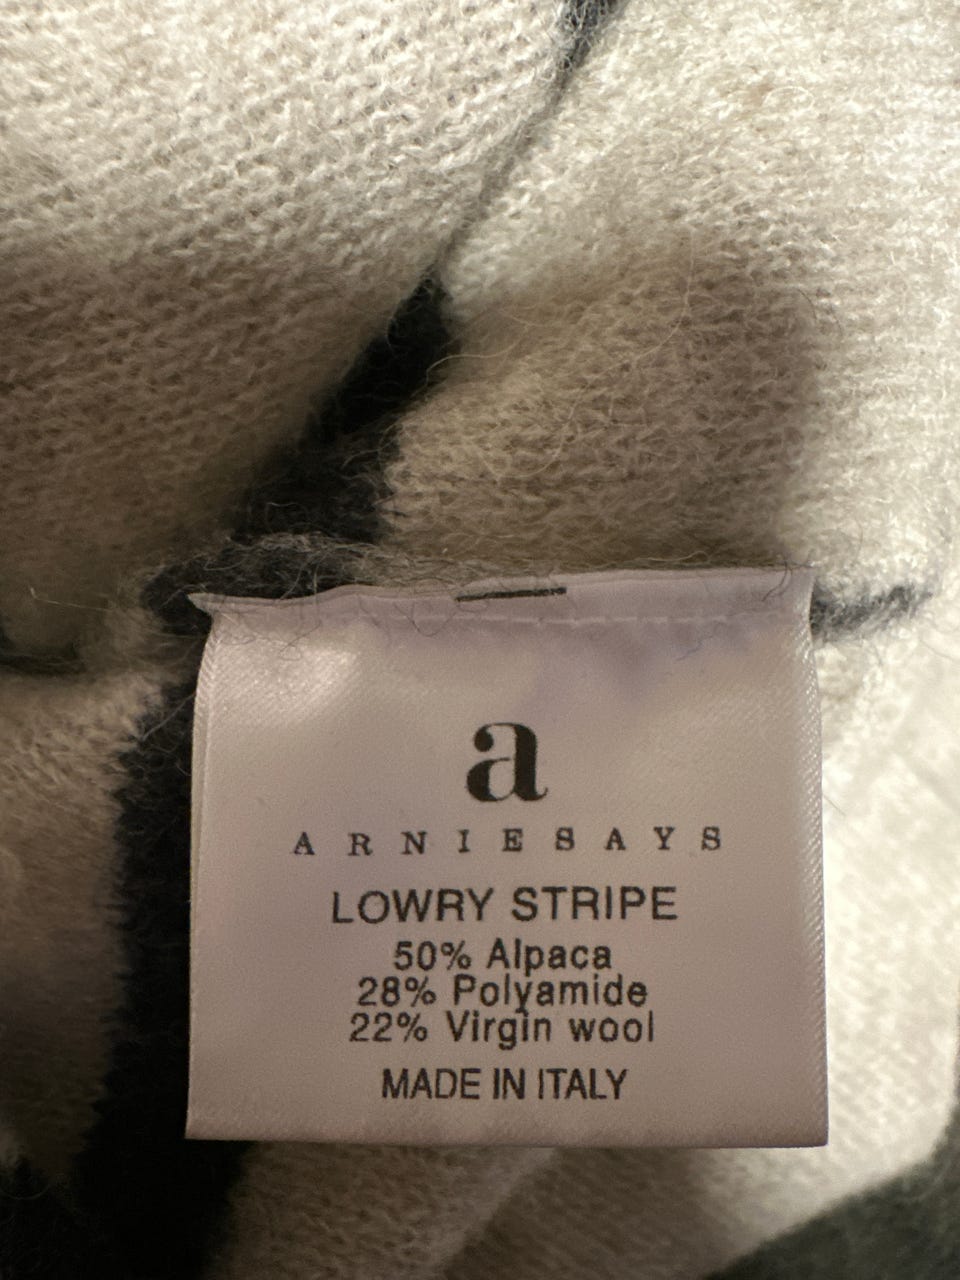 a
ARNIESAYS
LOWRY STRIPE
50% Alpaca
28% Polyamide
22% Virgin wool
MADE IN ITALY